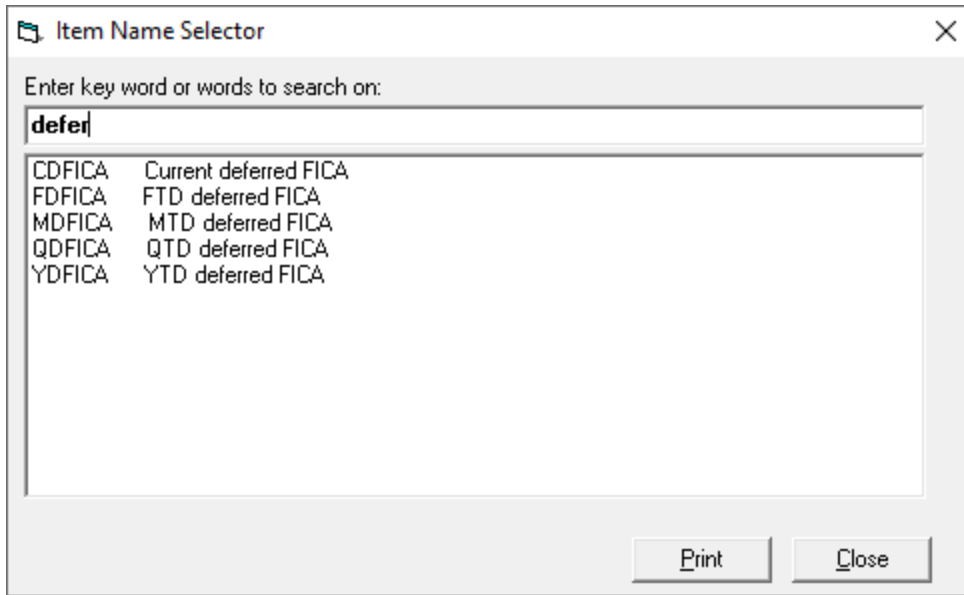 Item Name Selector
Enter key word or words to search on:
defer
CDFICA Current deferred FICA
FDFICA FTD deferred FICA
MDFICA MTD deferred FICA
QDFICA QTD deferred FICA
YDFICA YTD deferred FICA
Print Close